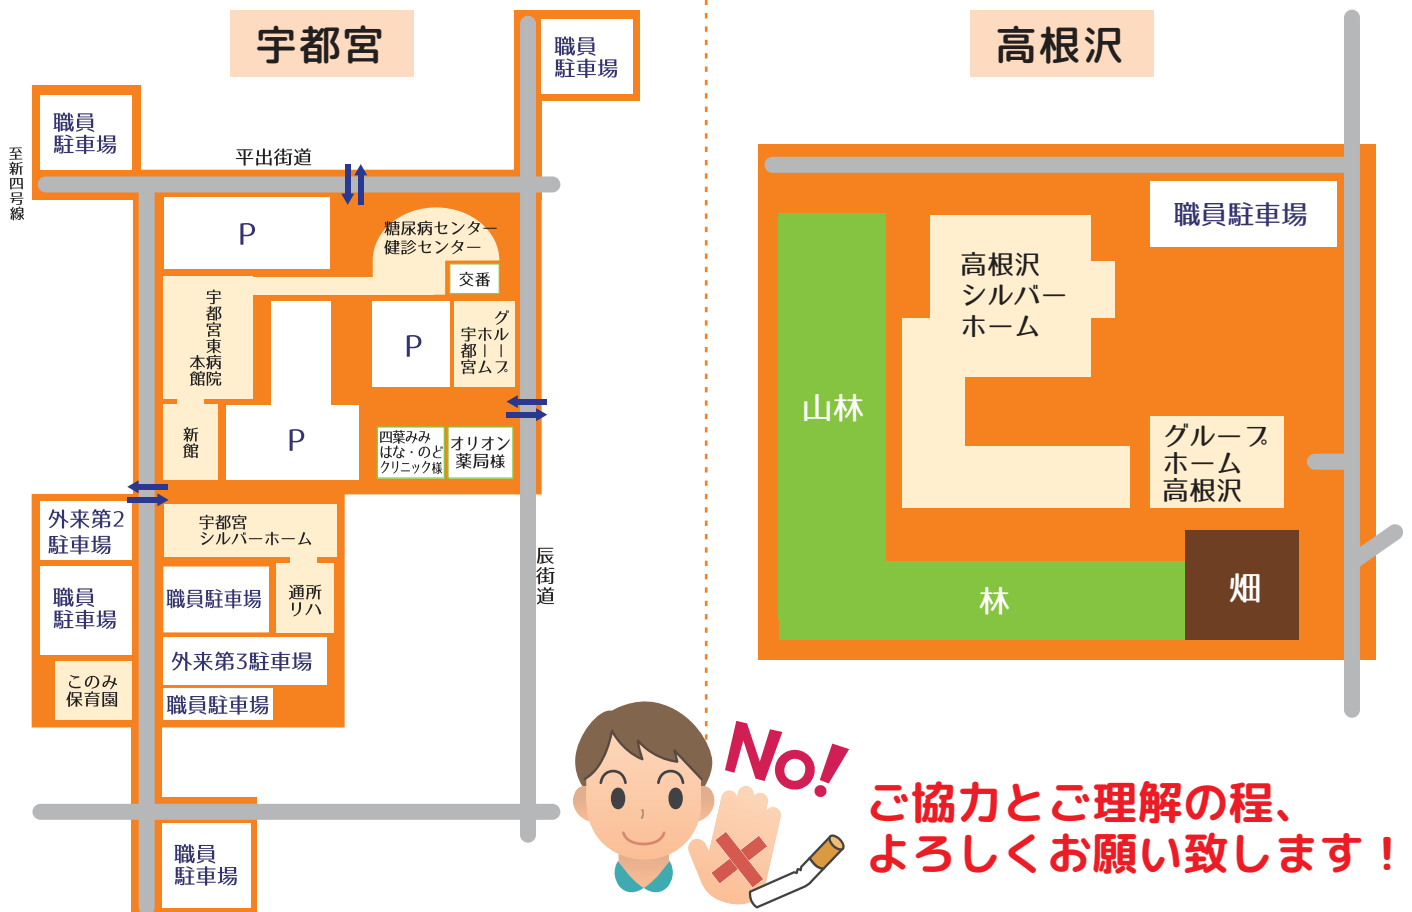 宇都宮
職員
駐車場
職員
駐車場
至新四号線
平出街道
P
糖尿病センター
健診センター
交番
宇都宮東病院
本館
P
グループ
ホーム
宇都宮
新館
P
四葉みみ
はな・のど
クリニック様
オリオン
薬局様
外来第2
駐車場
宇都宮
シルバーホーム
職員
駐車場
職員駐車場
通所
リハ
外来第3駐車場
このみ
保育園
職員駐車場
辰街道
職員
駐車場
高根沢
職員駐車場
高根沢
シルバー
ホーム
山林
グループ
ホーム
高根沢
林
畑
No!
ご協力とご理解の程、
よろしくお願い致します！